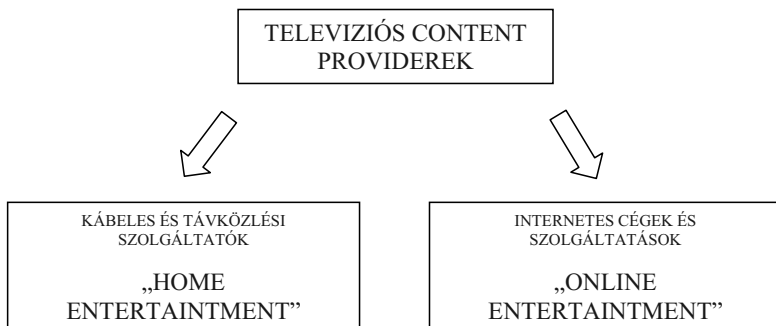 TELEVIZIÓS CONTENT
PROVIDEREK
KÁBELES ÉS TÁVKÖZLÉSI
SZOLGÁLTATÓK
„HOME
ENTERTAINTMENT”
INTERNETES CÉGEK ÉS
SZOLGÁLTATÁSOK
„ONLINE
ENTERTAINTMENT”